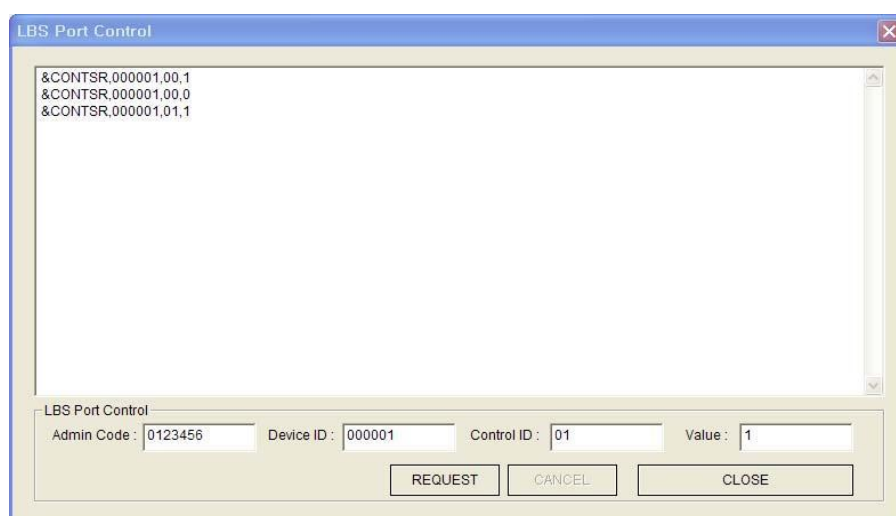 LBS Port Control
&CONTSR,000001,00,1
&CONTSR,000001,00,0
&CONTSR,000001,01,1
LBS Port Control
Admin Code : 0123456 Device ID : 000001 Control ID : 01 Value : 1
REQUEST CANCEL CLOSE